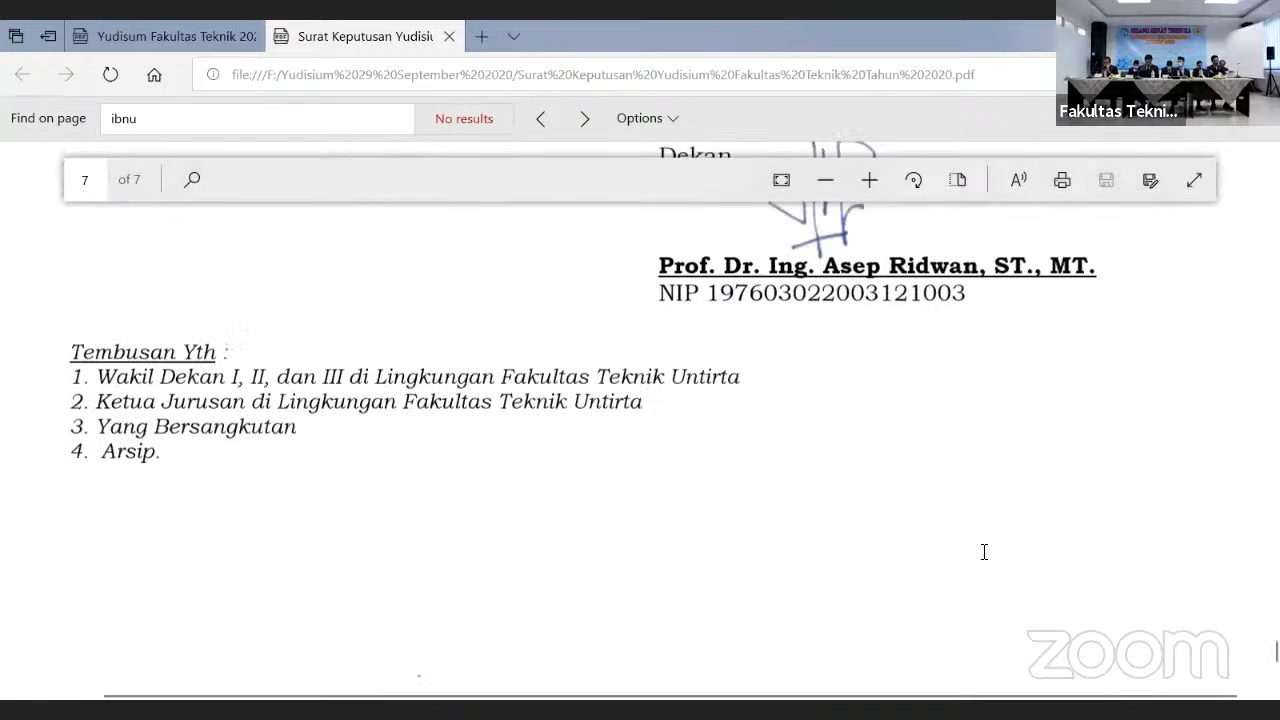 Yudisum Fakultas Teknik 202
Surat Keputusan Yudisiu
file:///F:/Yudisium%2029%20September%202020/Surat%20Keputusan%20Yudisium%20Fakultas%20Teknik%20Tahun%202020.pdf
Fakultas Tekni...
Find on page
ibnu
No results
Options
Dekan
7
of 7
Prof. Dr. Ing. Asep Ridwan, ST., MT.
NIP 197603022003121003
Tembusan Yth :
1. Wakil Dekan I, II, dan III di Lingkungan Fakultas Teknik Untirta
2. Ketua Jurusan di Lingkungan Fakultas Teknik Untirta
3. Yang Bersangkutan
4. Arsip.
zoom